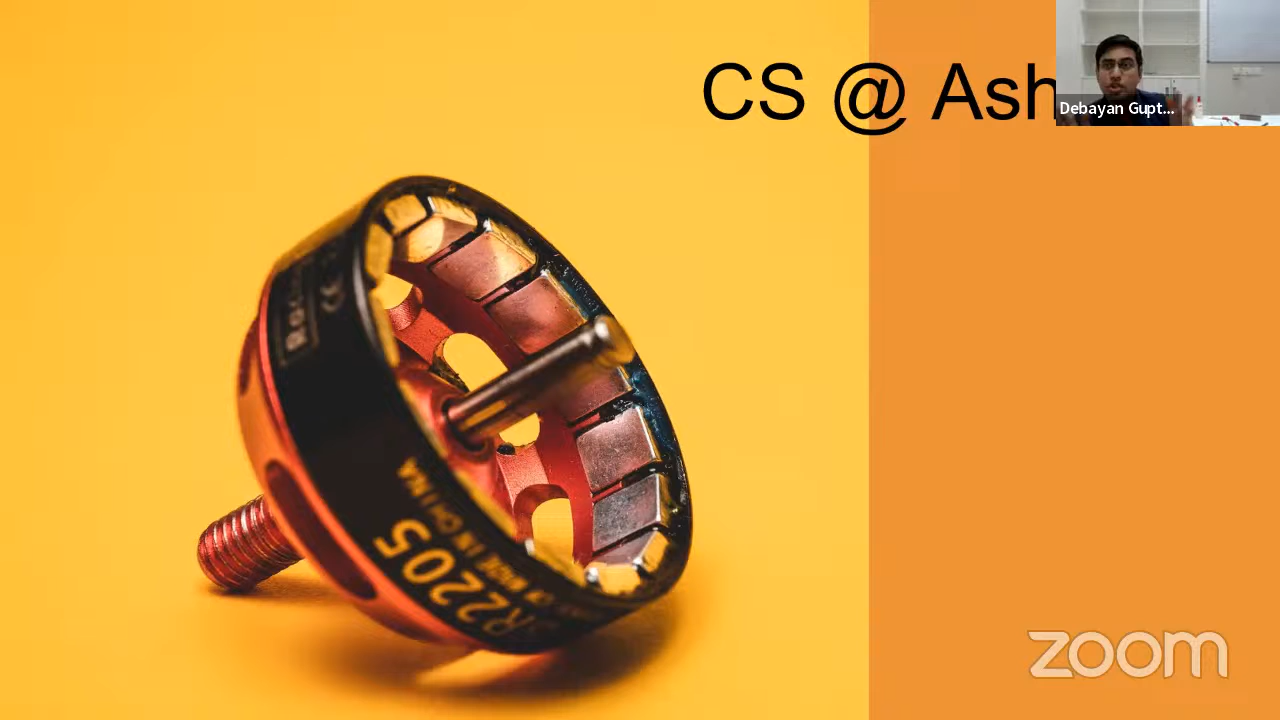 CS @ Ash
Debayan Gupt...
R2205
MADE IN CHINA
zoom